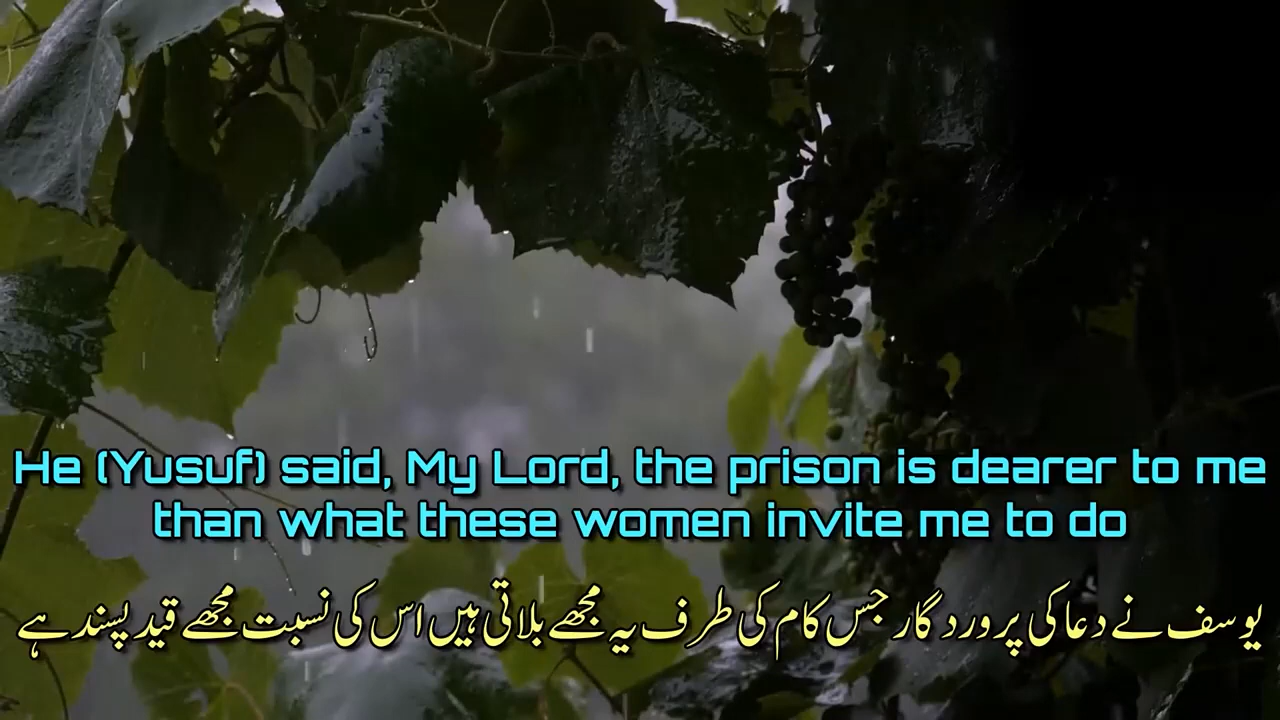 He (Yusuf) said, My Lord, the prison is dearer to me
than what these women invite me to do
یوسف نے دعا کی پروردگار جس کام کی طرف یہ مجھے بلاتی ہیں اس کی نسبت مجھے قید پسند ہے